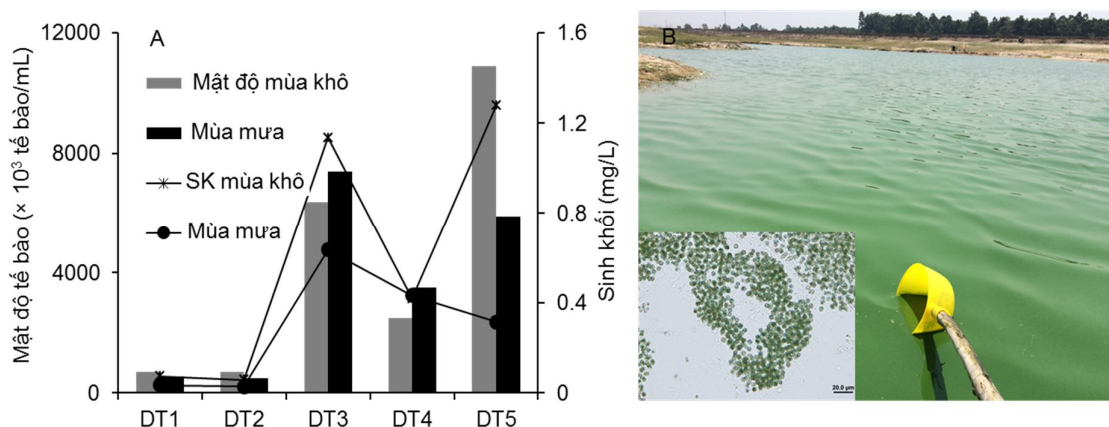 A
B
Mật độ tế bào (× 10³ tế bào/mL)
12000
8000
4000
0
Mật độ mùa khô
Mùa mưa
SK mùa khô
Mùa mưa
1.6
1.2
0.8
0.4
0
Sinh khối (mg/L)
DT1 DT2 DT3 DT4 DT5
20.0 µm